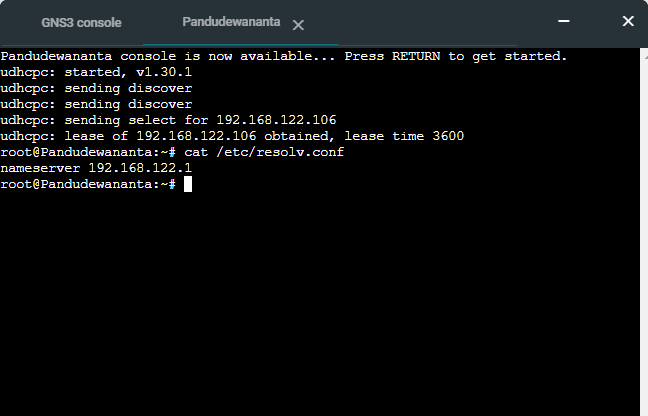 GNS3 console
Pandudewananta
Pandudewananta console is now available... Press RETURN to get started.
udhcpc: started, v1.30.1
udhcpc: sending discover
udhcpc: sending discover
udhcpc: sending select for 192.168.122.106
udhcpc: lease of 192.168.122.106 obtained, lease time 3600
root@Pandudewananta:~# cat /etc/resolv.conf
nameserver 192.168.122.1
root@Pandudewananta:~#